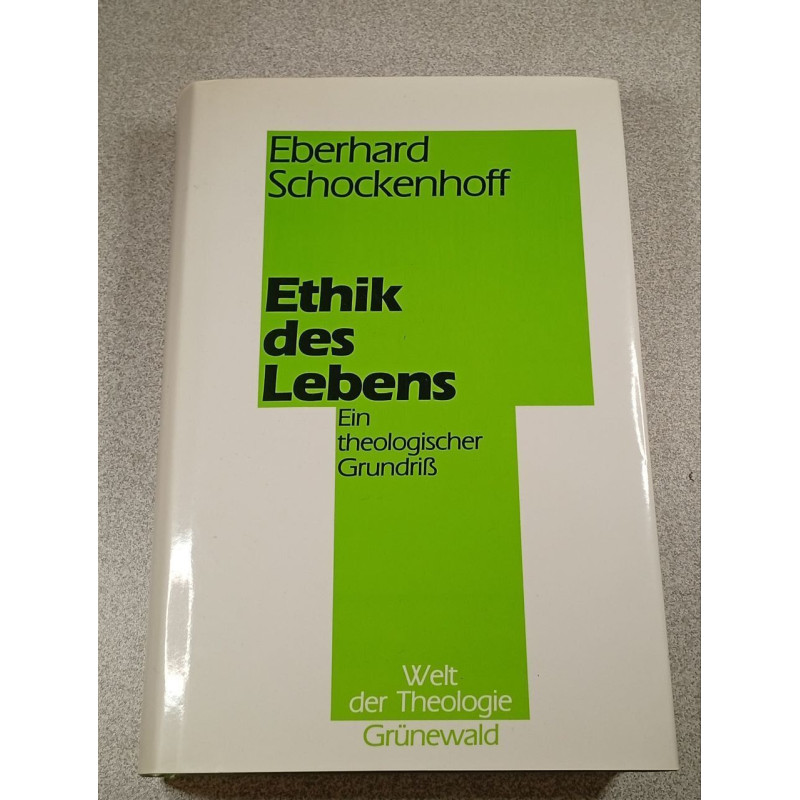 Eberhard
Schockenhoff
Ethik
des
Lebens
Ein
theologischer
Grundriß
Welt
der Theologie
Grünewald